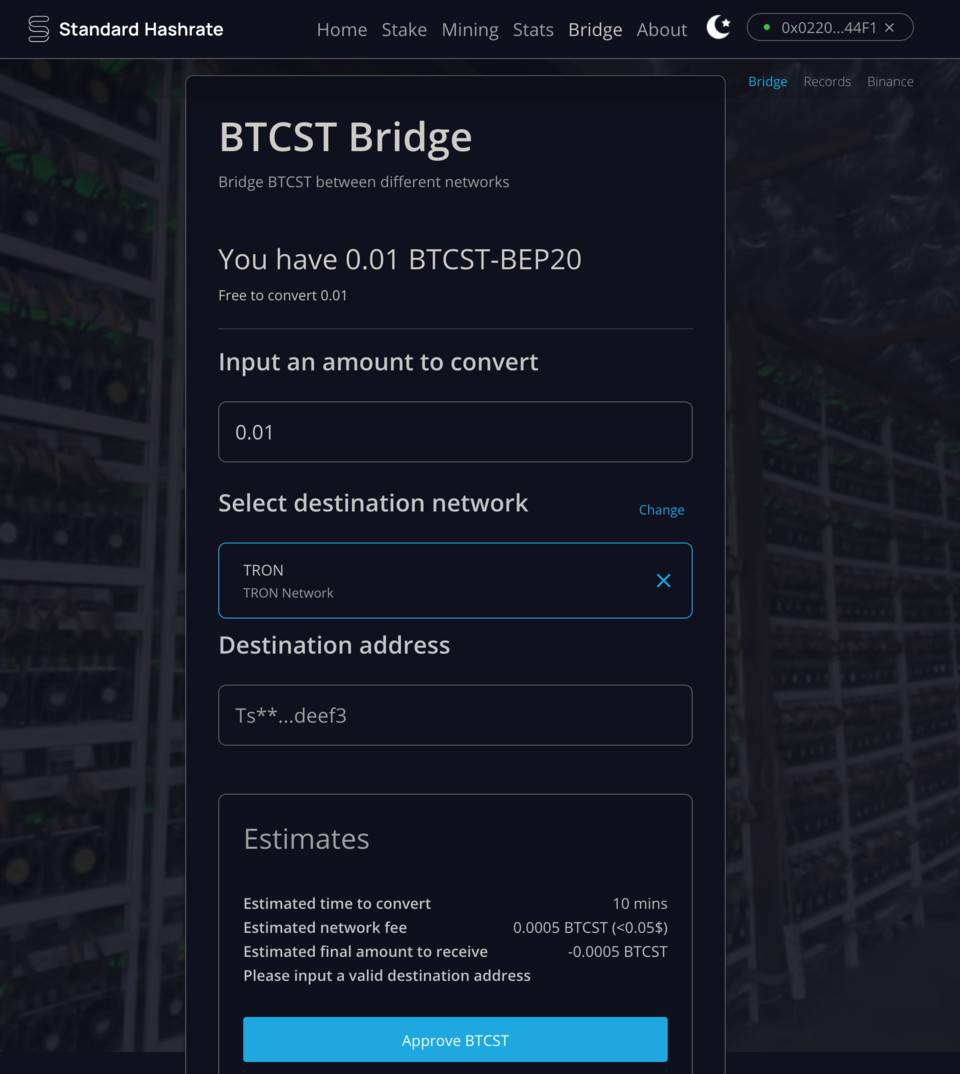 Standard Hashrate
Home Stake Mining Stats Bridge About
0x0220...44F1 ×
Bridge Records Binance
BTCST Bridge
Bridge BTCST between different networks
You have 0.01 BTCST-BEP20
Free to convert 0.01
Input an amount to convert
0.01
Select destination network
Change
TRON
TRON Network
Destination address
Ts**...deef3
Estimates
Estimated time to convert 10 mins
Estimated network fee 0.0005 BTCST (<0.05$)
Estimated final amount to receive -0.0005 BTCST
Please input a valid destination address
Approve BTCST